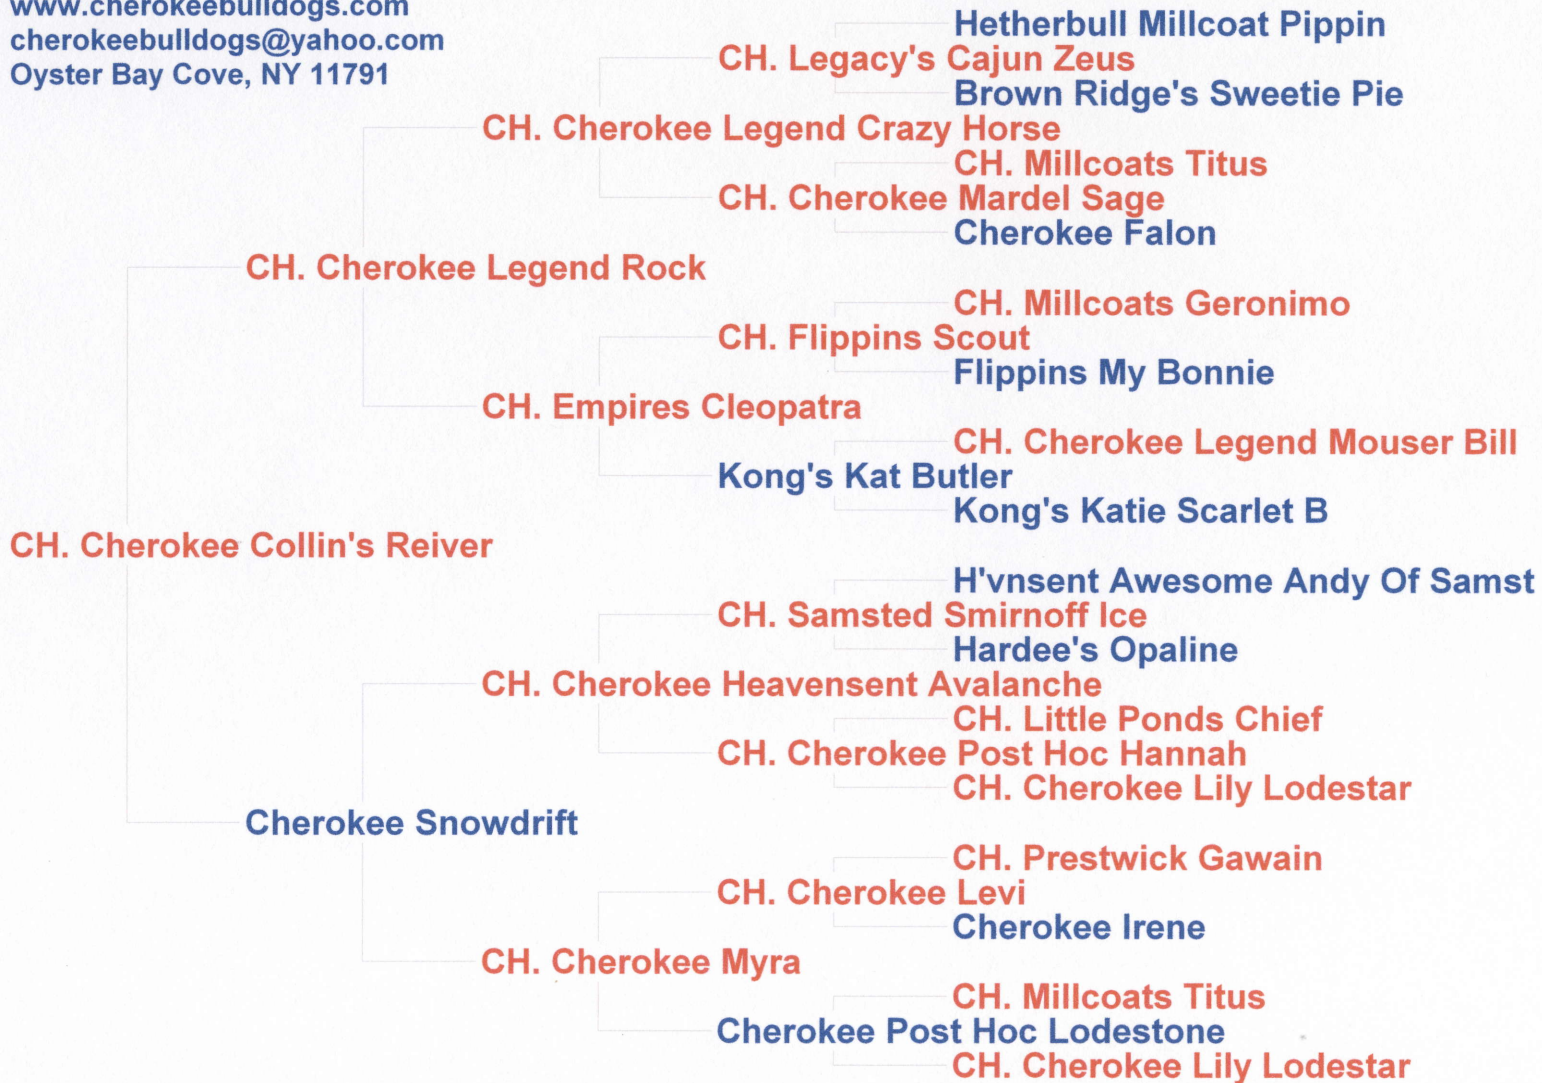 www.cherokeebulldogs.com
cherokeebulldogs@yahoo.com
Oyster Bay Cove, NY 11791
Hetherbull Millcoat Pippin
CH. Legacy's Cajun Zeus
Brown Ridge's Sweetie Pie
CH. Cherokee Legend Crazy Horse
CH. Millcoats Titus
CH. Cherokee Mardel Sage
Cherokee Falon
CH. Cherokee Legend Rock
CH. Millcoats Geronimo
CH. Flippins Scout
Flippins My Bonnie
CH. Empires Cleopatra
CH. Cherokee Legend Mouser Bill
Kong's Kat Butler
Kong's Katie Scarlet B
CH. Cherokee Collin's Reiver
H'vnsent Awesome Andy Of Samst
CH. Samsted Smirnoff Ice
Hardee's Opaline
CH. Cherokee Heavensent Avalanche
CH. Little Ponds Chief
CH. Cherokee Post Hoc Hannah
CH. Cherokee Lily Lodestar
Cherokee Snowdrift
CH. Prestwick Gawain
CH. Cherokee Levi
Cherokee Irene
CH. Cherokee Myra
CH. Millcoats Titus
Cherokee Post Hoc Lodestone
CH. Cherokee Lily Lodestar